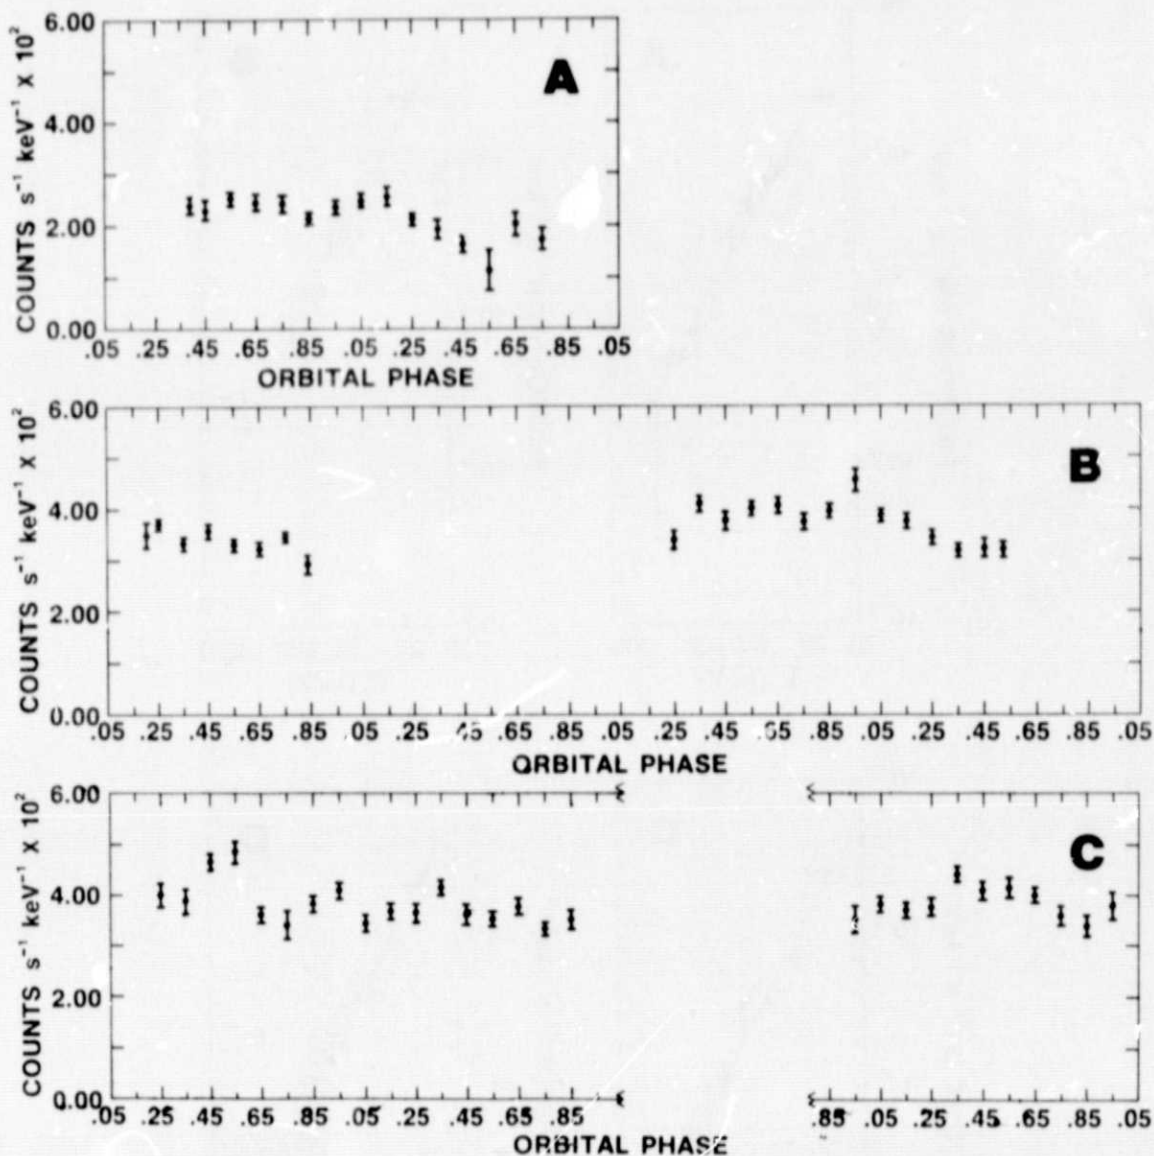 6.00
4.00
2.00
0.00
COUNTS s⁻¹ keV⁻¹ X 10²
A
.05 .25 .45 .65 .85 .05 .25 .45 .65 .85 .05
ORBITAL PHASE
6.00
4.00
2.00
0.00
COUNTS s⁻¹ keV⁻¹ X 10²
B
.05 .25 .45 .65 .85 .05 .25 .45 .65 .85 .05 .25 .45 .65 .85 .05 .25 .45 .65 .85 .05
ORBITAL PHASE
6.00
4.00
2.00
0.00
COUNTS s⁻¹ keV⁻¹ X 10²
C
.05 .25 .45 .65 .85 .05 .25 .45 .65 .85 .85 .05 .25 .45 .65 .85 .05
ORBITAL PHASE